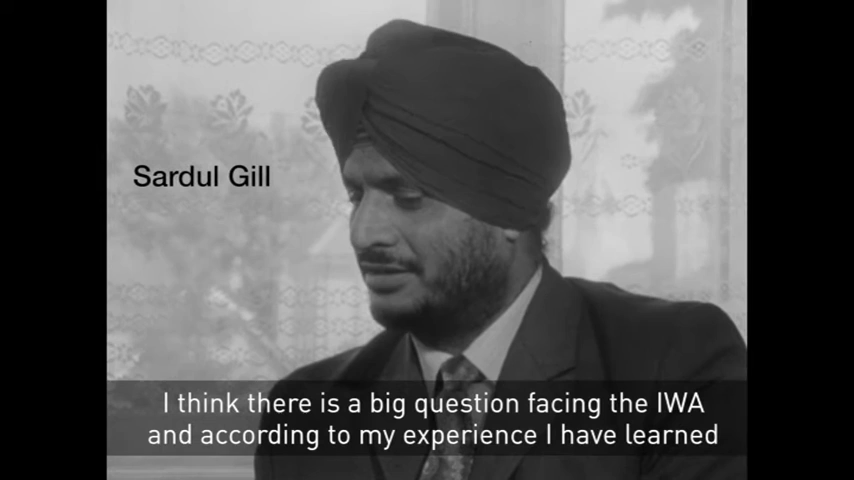 Sardul Gill
I think there is a big question facing the IWA
and according to my experience I have learned